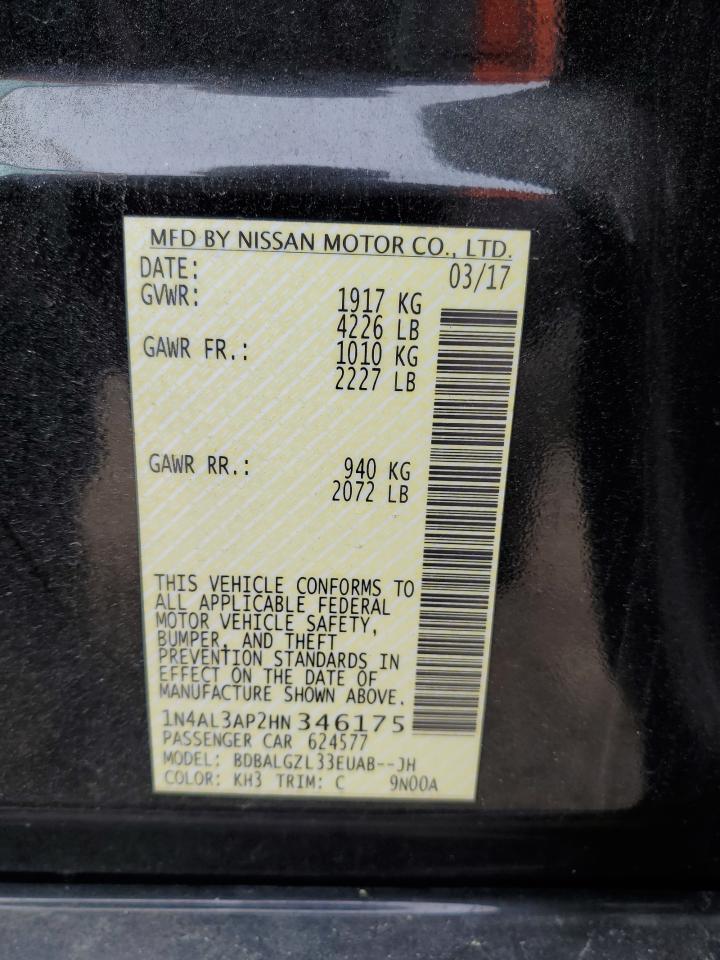 MFD BY NISSAN MOTOR CO., LTD.
DATE: 03/17
GVWR: 1917 KG
4226 LB
GAWR FR.: 1010 KG
2227 LB
GAWR RR.: 940 KG
2072 LB
THIS VEHICLE CONFORMS TO
ALL APPLICABLE FEDERAL
MOTOR VEHICLE SAFETY,
BUMPER, AND THEFT
PREVENTION STANDARDS IN
EFFECT ON THE DATE OF
MANUFACTURE SHOWN ABOVE.
1N4AL3AP2HN346175
PASSENGER CAR 624577
MODEL: BDBALGZL33EUAB--JH
COLOR: KH3 TRIM: C 9N00A